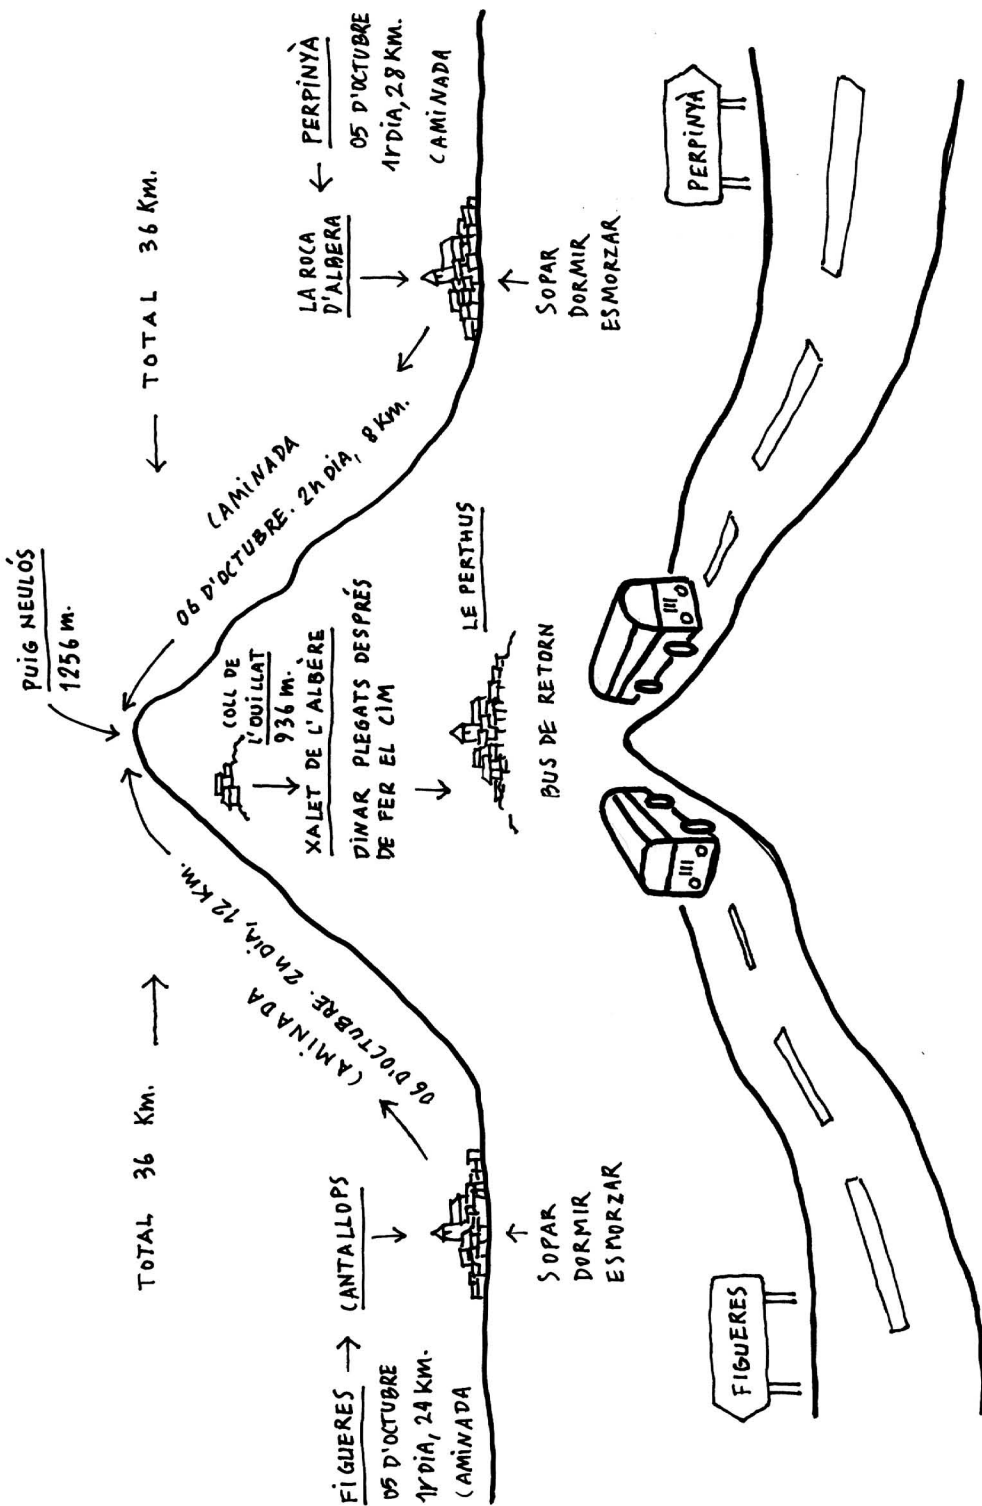 PUIG NEULÓS
1256 m.
TOTAL 36 Km. →
← TOTAL 36 Km.
06 D'OCTUBRE. 2n DIA, 12 KM.
CAMINADA
CAMINADA
06 D'OCTUBRE. 2n DIA, 8 KM.
COLL DE
L'OUILLAT
936 m.
XALET DE L'ALBÈRE
DINAR PLEGATS DESPRÉS
DE FER EL CIM
LE PERTHUS
BUS DE RETORN
FIGUERES → CANTALLOPS
05 D'OCTUBRE
1r DIA, 24 KM.
CAMINADA
SOPAR
DORMIR
ESMORZAR
LA ROCA
D'ALBERA
← PERPINYÀ
05 D'OCTUBRE
1r DIA, 28 KM.
CAMINADA
SOPAR
DORMIR
ESMORZAR
FIGUERES
PERPINYÀ